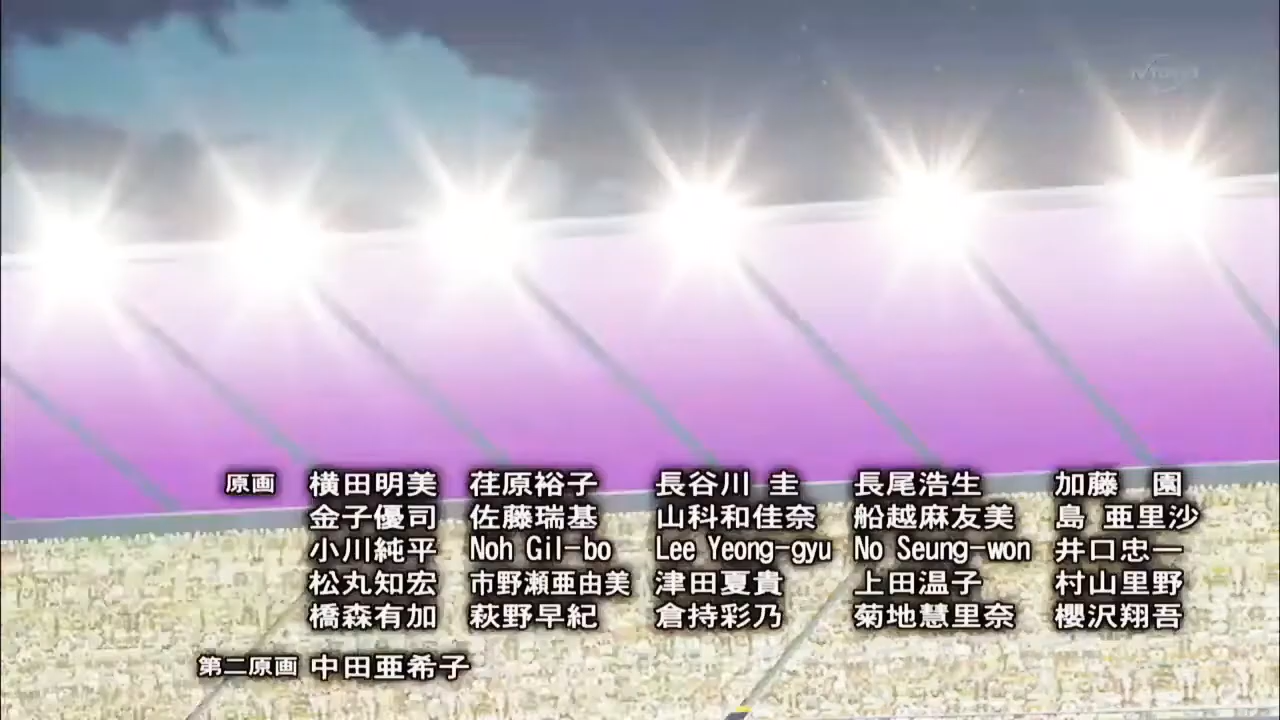 原画 横田明美 荏原裕子 長谷川 圭 長尾浩生 加藤 園
金子優司 佐藤瑞基 山科和佳奈 船越麻友美 島 亜里沙
小川純平 Noh Gil-bo Lee Yeong-gyu No Seung-won 井口忠一
松丸知宏 市野瀬亜由美 津田夏貴 上田温子 村山里野
橋森有加 萩野早紀 倉持彩乃 菊地慧里奈 櫻沢翔吾
第二原画 中田亜希子